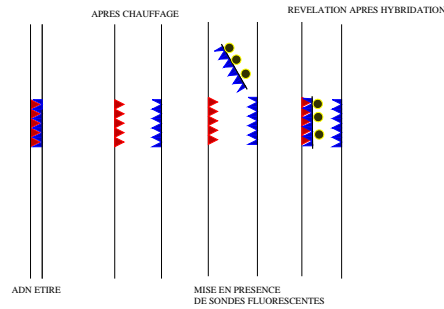 APRES CHAUFFAGE
REVELATION APRES HYBRIDATION
ADN ETIRE
MISE EN PRESENCE
DE SONDES FLUORESCENTES